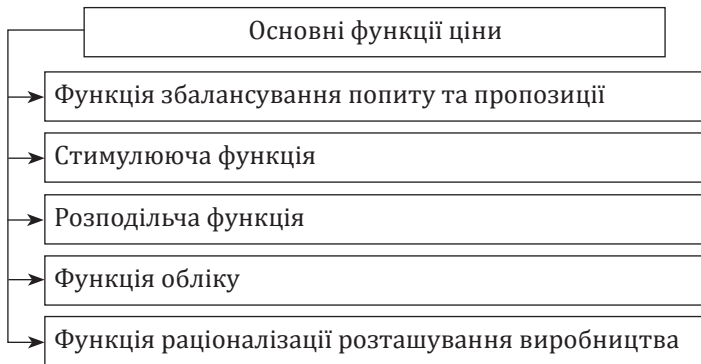 Основні функції ціни
Функція збалансування попиту та пропозиції
Стимулююча функція
Розподільча функція
Функція обліку
Функція раціоналізації розташування виробництва